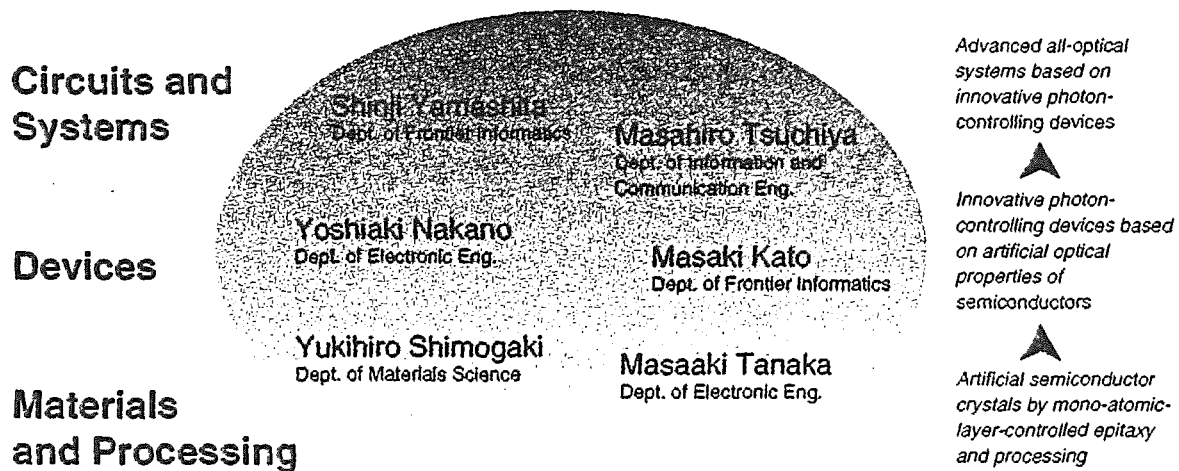 Circuits and
Systems
Shinji Yamashita
Dept. of Frontier Informatics
Masahiro Tsuchiya
Dept. of Information and
Communication Eng.
Advanced all-optical
systems based on
innovative photon-
controlling devices
Devices
Yoshiaki Nakano
Dept. of Electronic Eng.
Masaki Kato
Dept. of Frontier Informatics
Innovative photon-
controlling devices based
on artificial optical
properties of
semiconductors
Materials
and Processing
Yukihiro Shimogaki
Dept. of Materials Science
Masaaki Tanaka
Dept. of Electronic Eng.
Artificial semiconductor
crystals by mono-atomic-
layer-controlled epitaxy
and processing